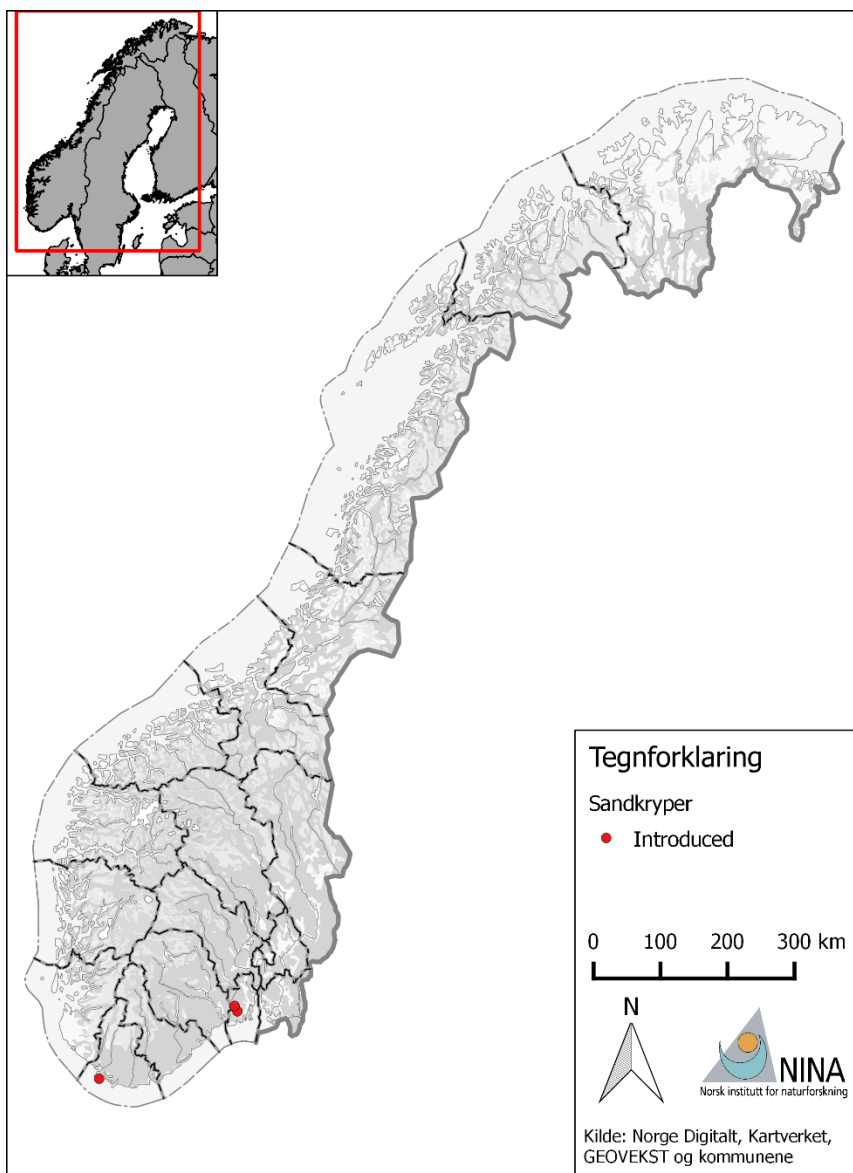 Tegnforklaring
Sandkryper
Introduced
0 100 200 300 km
N
NINA
Norsk institutt for naturforskning
Kilde: Norge Digitalt, Kartverket,
GEOVEKST og kommunene